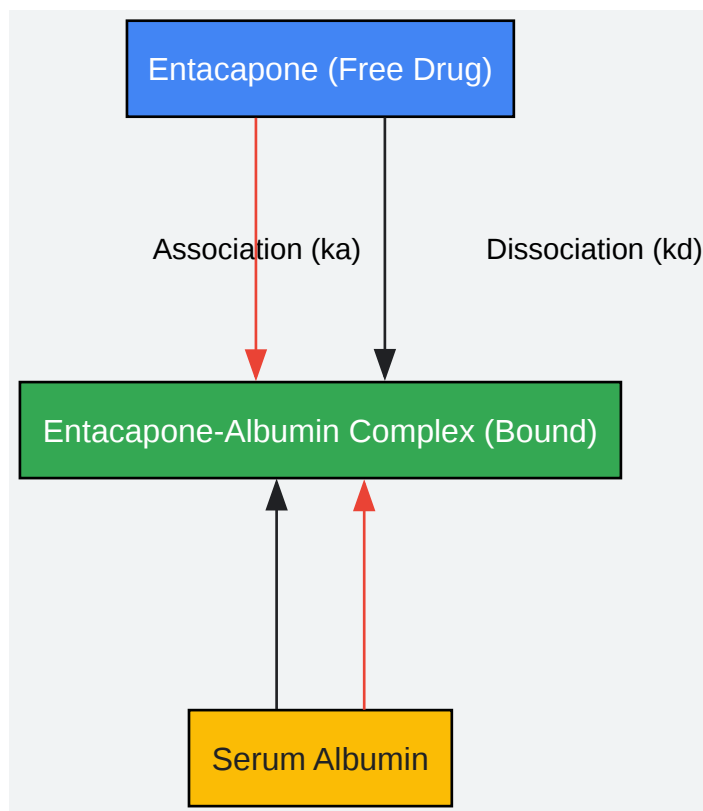 Entacapone (Free Drug)
Association (ka)
Dissociation (kd)
Entacapone-Albumin Complex (Bound)
Serum Albumin